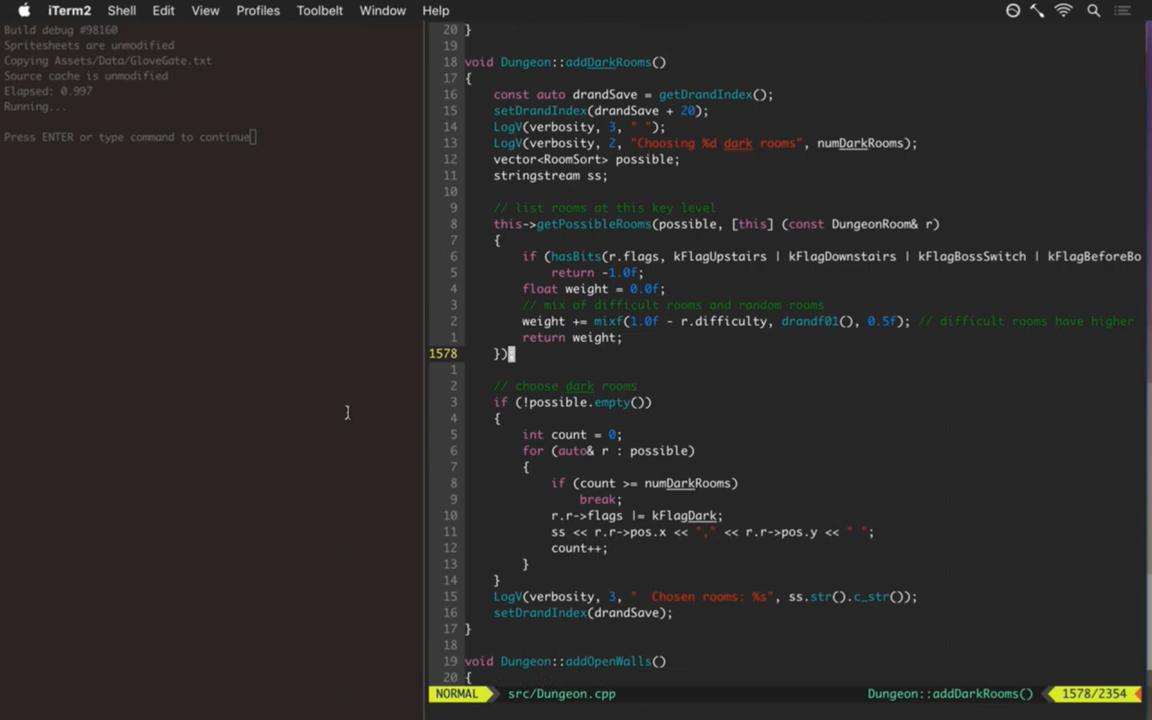 iTerm2 Shell Edit View Profiles Toolbelt Window Help
Build debug #98160
Spritesheets are unmodified
Copying Assets/Data/GloveGate.txt
Source cache is unmodified
Elapsed: 0.997
Running...
Press ENTER or type command to continue
20 }
19
18 void Dungeon::addDarkRooms()
17 {
16 const auto drandSave = getDrandIndex();
15 setDrandIndex(drandSave + 20);
14 LogV(verbosity, 3, " ");
13 LogV(verbosity, 2, "Choosing %d dark rooms", numDarkRooms);
12 vector<RoomSort> possible;
11 stringstream ss;
10
9 // list rooms at this key level
8 this->getPossibleRooms(possible, [this] (const DungeonRoom& r)
7 {
6 if (hasBits(r.flags, kFlagUpstairs | kFlagDownstairs | kFlagBossSwitch | kFlagBeforeBo
5 return -1.0f;
4 float weight = 0.0f;
3 // mix of difficult rooms and random rooms
2 weight += mixf(1.0f - r.difficulty, drandf01(), 0.5f); // difficult rooms have higher
1 return weight;
1578 });
1
2 // choose dark rooms
3 if (!possible.empty())
4 {
5 int count = 0;
6 for (auto& r : possible)
7 {
8 if (count >= numDarkRooms)
9 break;
10 r.r->flags |= kFlagDark;
11 ss << r.r->pos.x << "," << r.r->pos.y << " ";
12 count++;
13 }
14 }
15 LogV(verbosity, 3, "  Chosen rooms: %s", ss.str().c_str());
16 setDrandIndex(drandSave);
17 }
18
19 void Dungeon::addOpenWalls()
20 {
NORMAL src/Dungeon.cpp Dungeon::addDarkRooms() 1578/2354